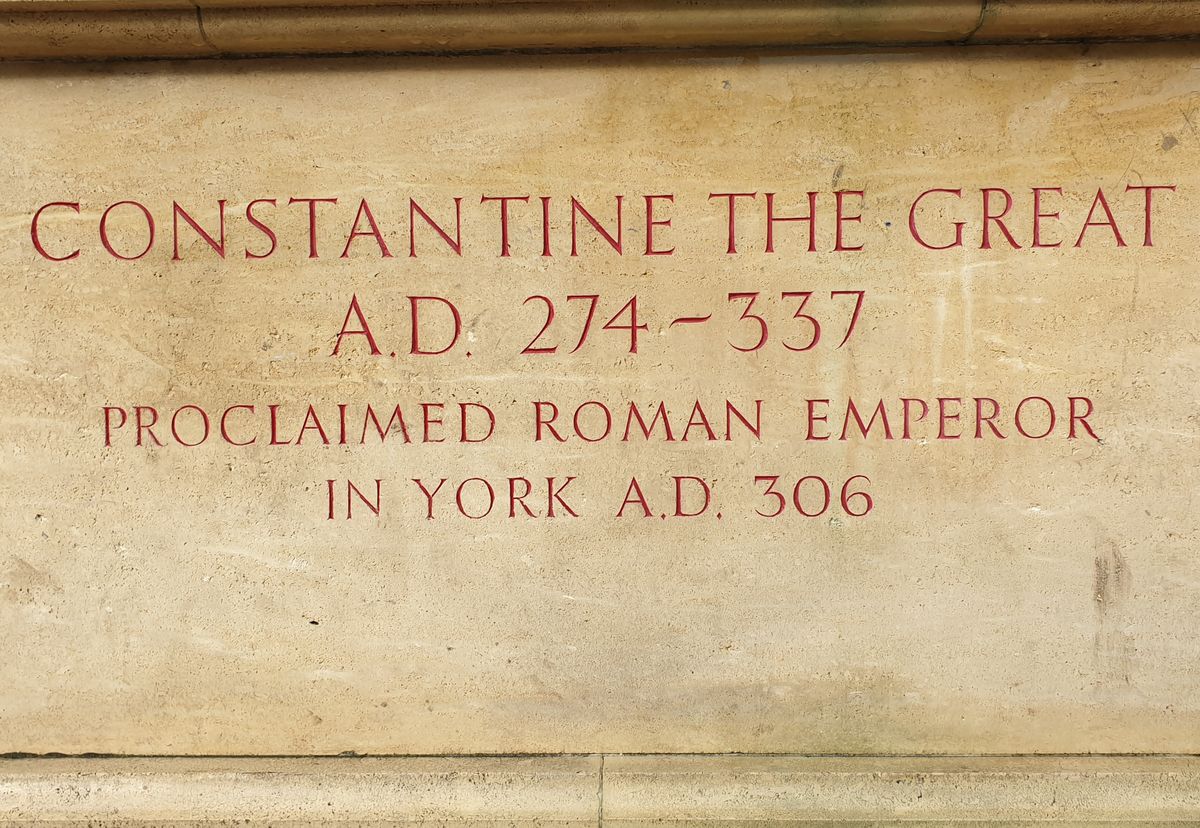 CONSTANTINE THE GREAT
A.D. 274-337
PROCLAIMED ROMAN EMPEROR
IN YORK A.D. 306